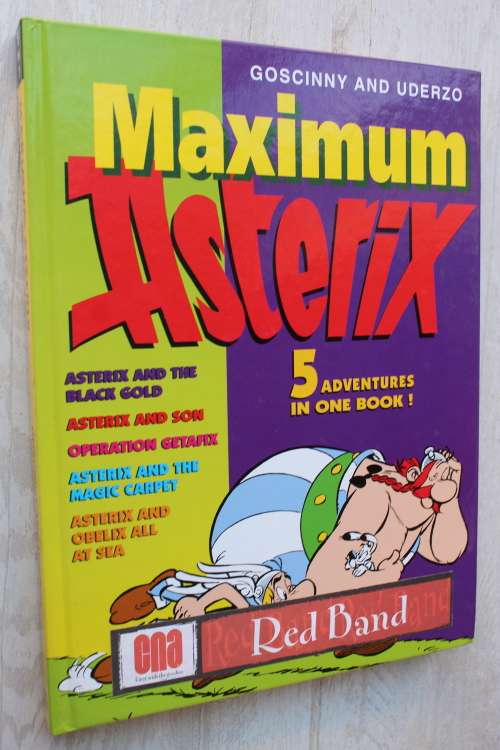 GOSCINNY AND UDERZO
Maximum
Asterix
5 ADVENTURES
IN ONE BOOK !
ASTERIX AND THE
BLACK GOLD
ASTERIX AND SON
OPERATION GETAFIX
ASTERIX AND THE
MAGIC CARPET
ASTERIX AND
OBELIX ALL
AT SEA
cna
Red Band